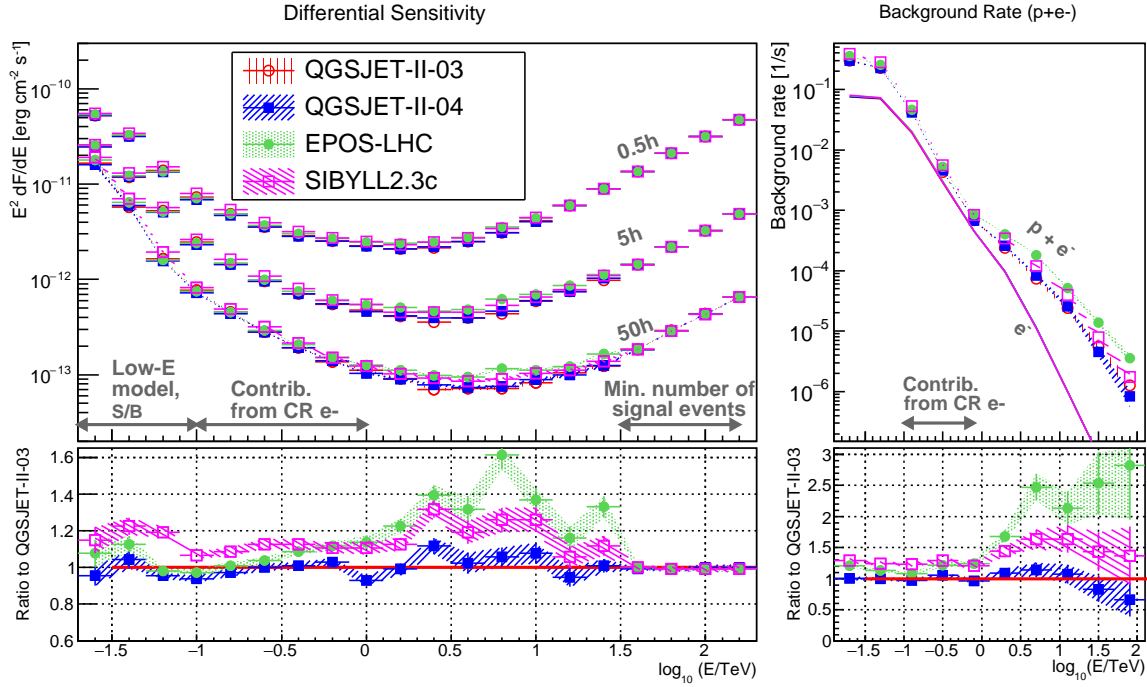 Differential Sensitivity
E² dF/dE [erg cm⁻² s⁻¹]
10⁻¹⁰
10⁻¹¹
10⁻¹²
10⁻¹³
QGSJET-II-03
QGSJET-II-04
EPOS-LHC
SIBYLL2.3c
0.5h
5h
50h
Low-E
model,
S/B
Contrib.
from CR e-
Min. number of
signal events
Ratio to QGSJET-II-03
1.6
1.4
1.2
1
0.8
0.6
−1.5 −1 −0.5 0 0.5 1 1.5 2
log₁₀ (E/TeV)
Background Rate (p+e-)
Background rate [1/s]
10⁻¹
10⁻²
10⁻³
10⁻⁴
10⁻⁵
10⁻⁶
p + e⁻
e⁻
Contrib.
from CR e-
Ratio to QGSJET-II-03
3
2.5
2
1.5
1
0.5
0
−1.5 −1 −0.5 0 0.5 1 1.5 2
log₁₀(E/TeV)